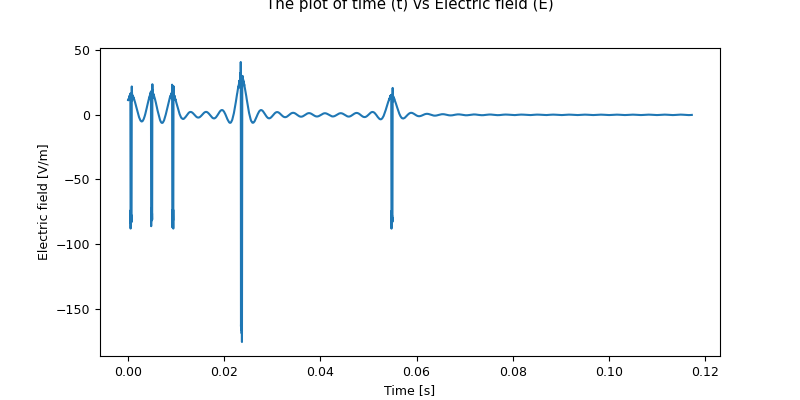 The plot of time (t) vs Electric field (E)
50
0
−50
−100
−150
Electric field [V/m]
0.00 0.02 0.04 0.06 0.08 0.10 0.12
Time [s]